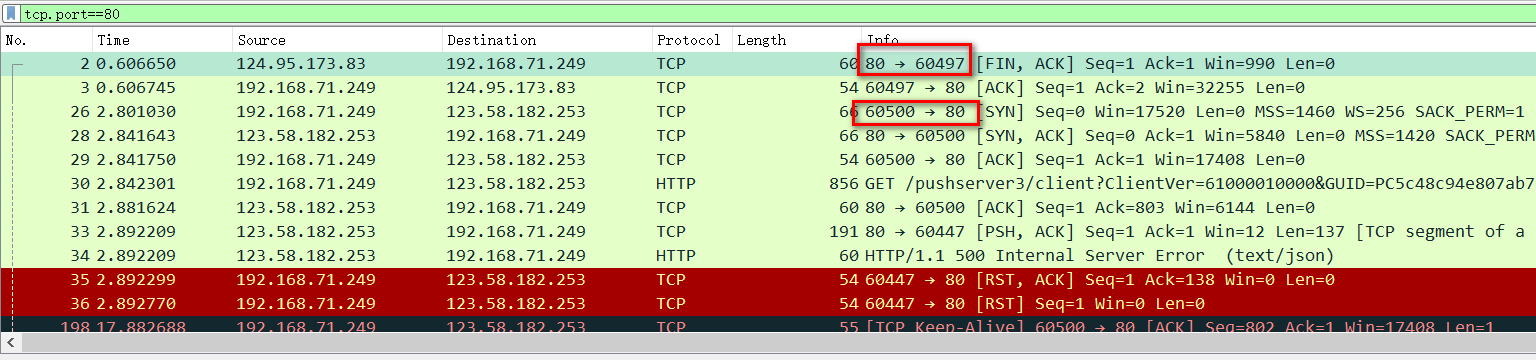 tcp.port==80
No. Time Source Destination Protocol Length Info
2 0.606650 124.95.173.83 192.168.71.249 TCP 60 80 → 60497 [FIN, ACK] Seq=1 Ack=1 Win=990 Len=0
3 0.606745 192.168.71.249 124.95.173.83 TCP 54 60497 → 80 [ACK] Seq=1 Ack=2 Win=32255 Len=0
26 2.801030 192.168.71.249 123.58.182.253 TCP 66 60500 → 80 [SYN] Seq=0 Win=17520 Len=0 MSS=1460 WS=256 SACK_PERM=1
28 2.841643 123.58.182.253 192.168.71.249 TCP 66 80 → 60500 [SYN, ACK] Seq=0 Ack=1 Win=5840 Len=0 MSS=1420 SACK_PERM
29 2.841750 192.168.71.249 123.58.182.253 TCP 54 60500 → 80 [ACK] Seq=1 Ack=1 Win=17408 Len=0
30 2.842301 192.168.71.249 123.58.182.253 HTTP 856 GET /pushserver3/client?ClientVer=61000010000&GUID=PC5c48c94e807ab7
31 2.881624 123.58.182.253 192.168.71.249 TCP 60 80 → 60500 [ACK] Seq=1 Ack=803 Win=6144 Len=0
33 2.892209 123.58.182.253 192.168.71.249 TCP 191 80 → 60447 [PSH, ACK] Seq=1 Ack=1 Win=12 Len=137 [TCP segment of a
34 2.892209 123.58.182.253 192.168.71.249 HTTP 60 HTTP/1.1 500 Internal Server Error (text/json)
35 2.892299 192.168.71.249 123.58.182.253 TCP 54 60447 → 80 [RST, ACK] Seq=1 Ack=138 Win=0 Len=0
36 2.892770 192.168.71.249 123.58.182.253 TCP 54 60447 → 80 [RST] Seq=1 Win=0 Len=0
198 17.882688 192.168.71.249 123.58.182.253 TCP 55 [TCP Keep-Alive] 60500 → 80 [ACK] Seq=802 Ack=1 Win=17408 Len=1